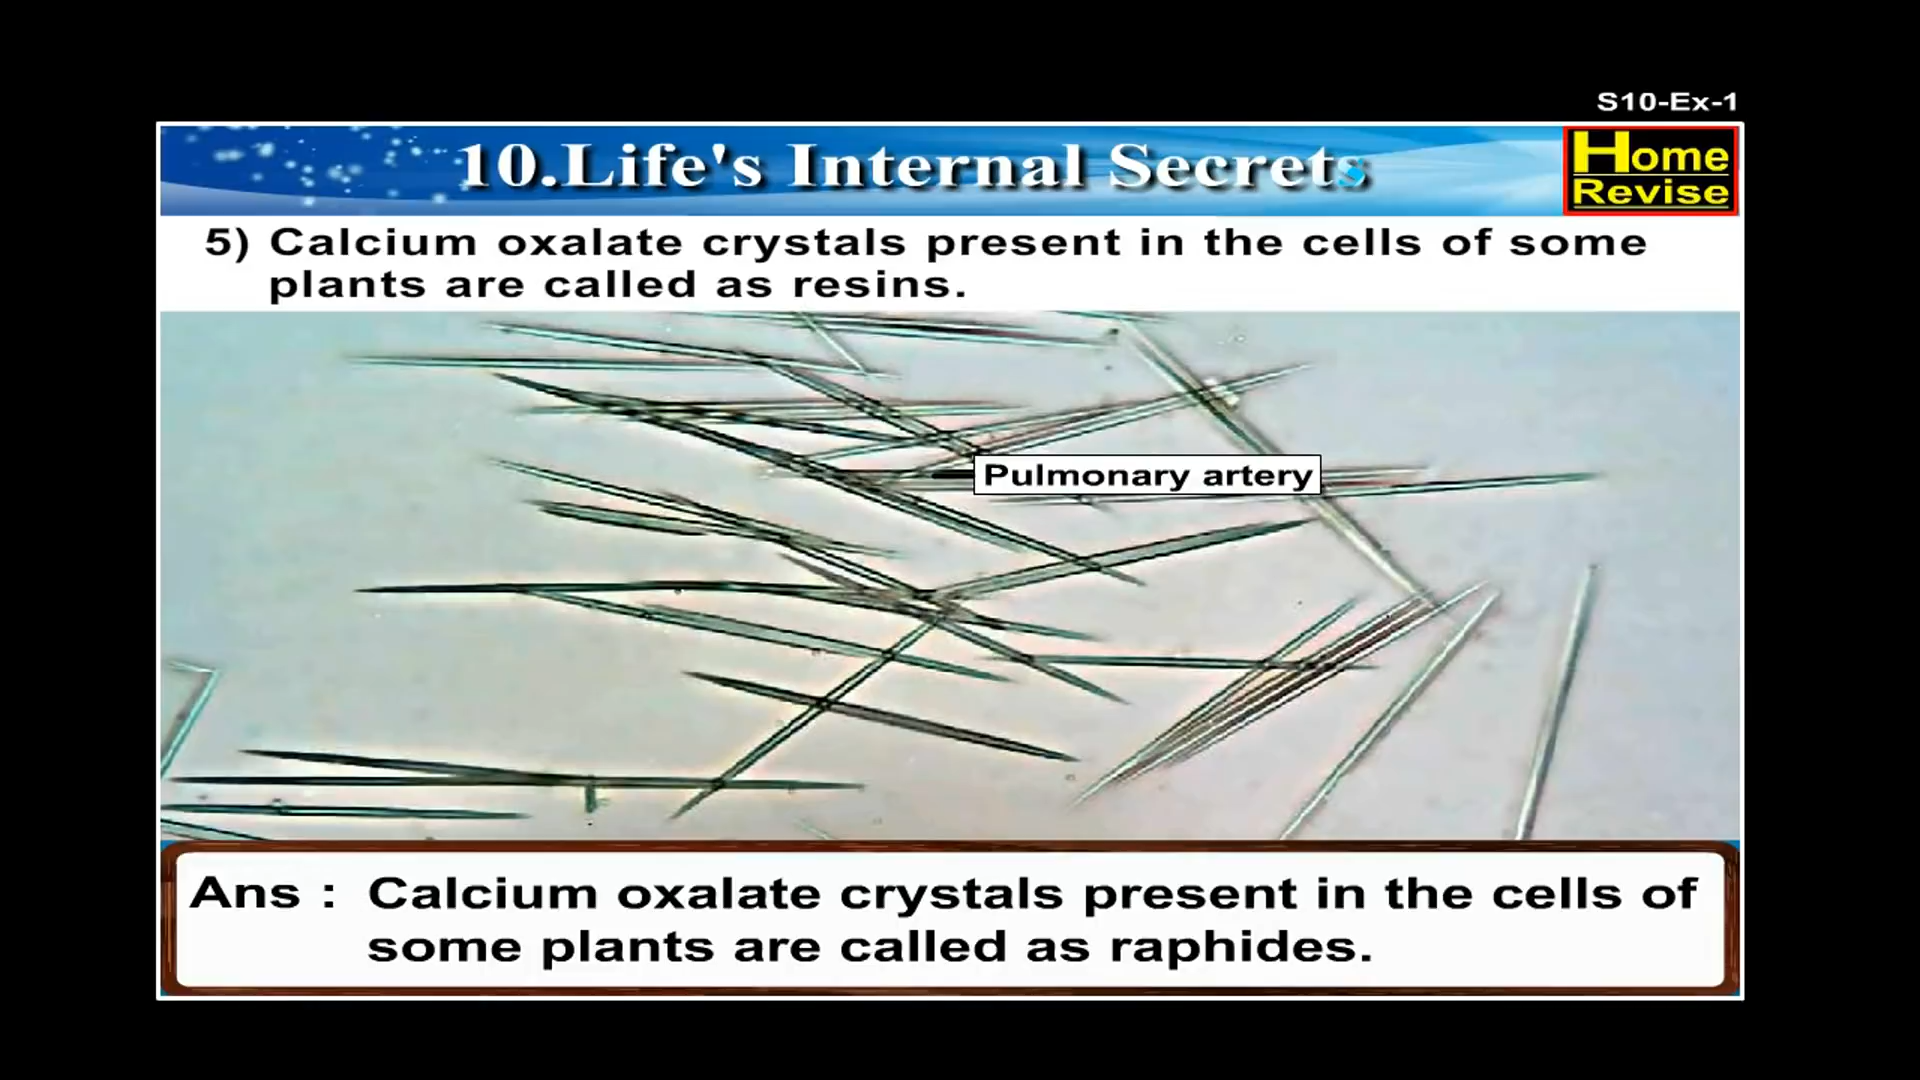 S10-Ex-1
10.Life's Internal Secrets
Home
Revise
5) Calcium oxalate crystals present in the cells of some
plants are called as resins.
Pulmonary artery
Ans : Calcium oxalate crystals present in the cells of
some plants are called as raphides.